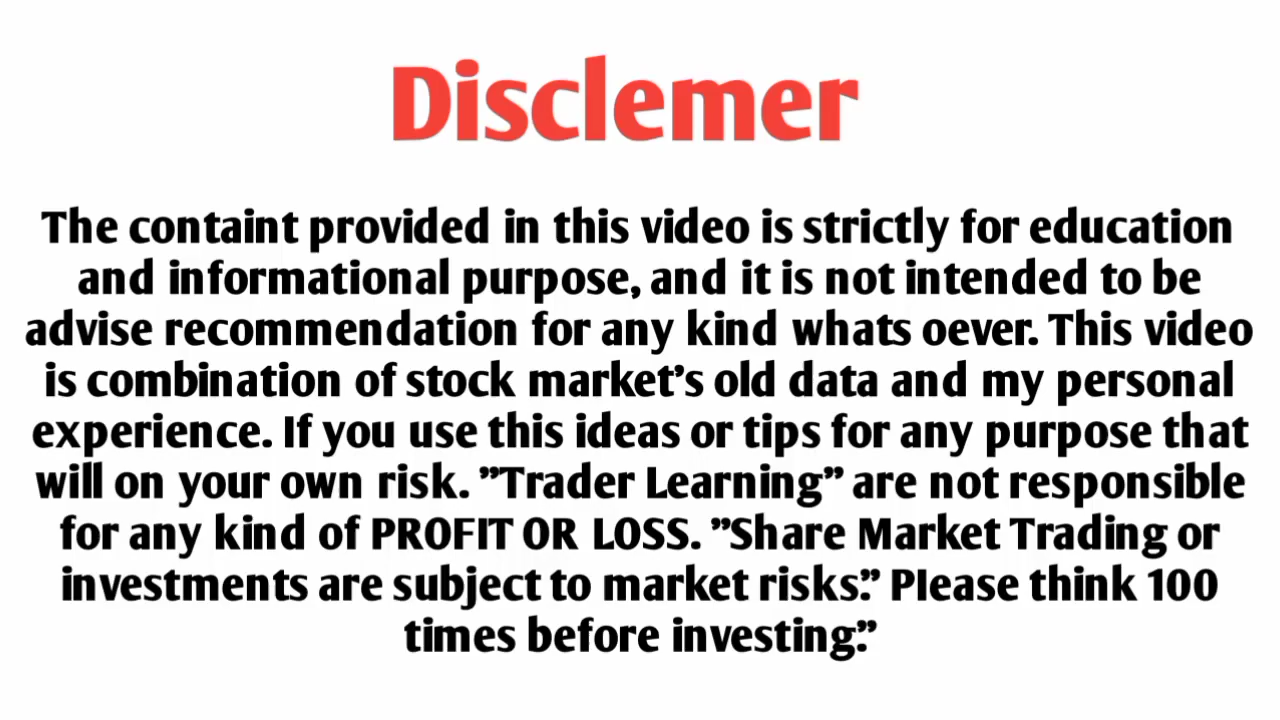 Disclemer
The containt provided in this video is strictly for education
and informational purpose, and it is not intended to be
advise recommendation for any kind whats oever. This video
is combination of stock market's old data and my personal
experience. If you use this ideas or tips for any purpose that
will on your own risk. ”Trader Learning” are not responsible
for any kind of PROFIT OR LOSS. ”Share Market Trading or
investments are subject to market risks.” Please think 100
times before investing.”